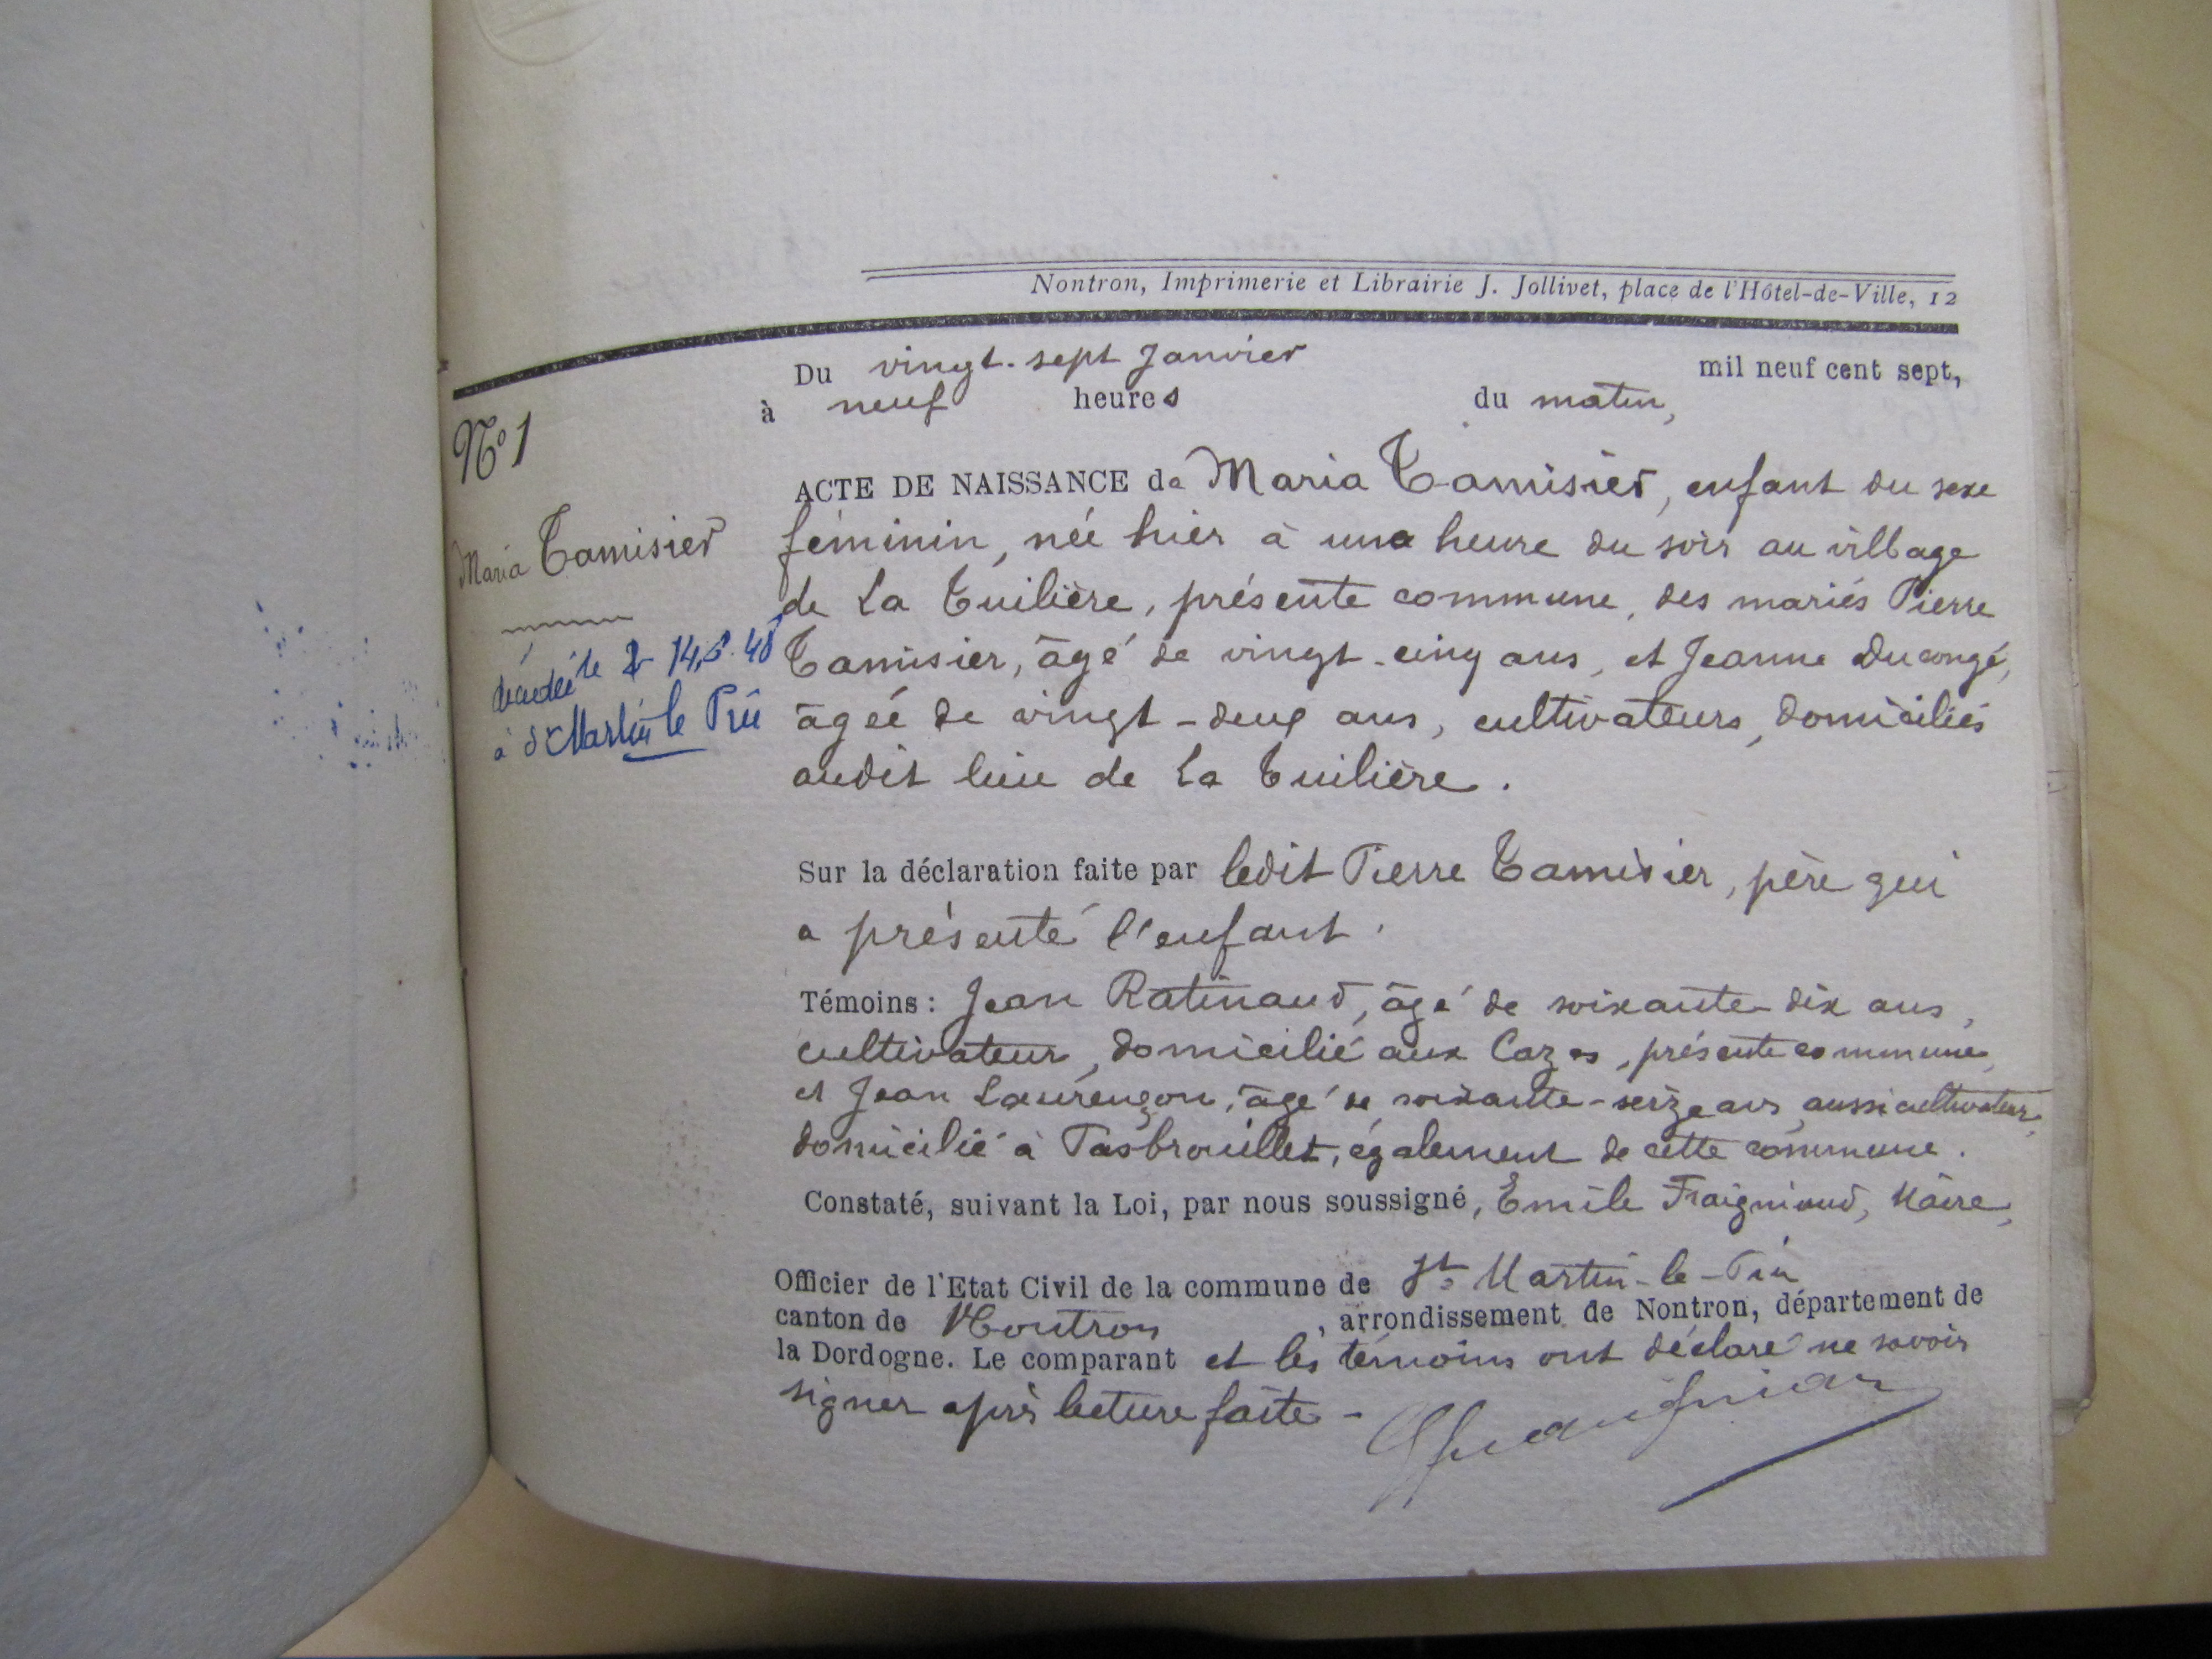 Nontron, Imprimerie et Librairie J. Jollivet, place de l'Hôtel-de-Ville, 12
Du vingt-sept Janvier mil neuf cent sept,
à neuf heures du matin,
N° 1
Maria Tamisier
décédée le 14.5.48
à St Martin le Pin
ACTE DE NAISSANCE de Maria Tamisier, enfant du sexe
féminin, née hier à une heure du soir au village
de La Tuilière, présente commune, des mariés Pierre
Tamisier, âgé de vingt-cinq ans, et Jeanne Ducongé,
âgée de vingt-deux ans, cultivateurs, domiciliés
audit lieu de La Tuilière.
Sur la déclaration faite par ledit Pierre Tamisier, père qui
a présenté l'enfant.
Témoins : Jean Ratinaud, âgé de soixante-dix ans,
cultivateur, domicilié aux Cazes, présente commune,
et Jean Laurençon, âgé de soixante-seize ans, aussi cultivateur,
domicilié à Pasbrouillet, également de cette commune.
Constaté, suivant la Loi, par nous soussigné, Emile Fraigniaud, Maire,
Officier de l'Etat Civil de la commune de St Martin-le-Pin
canton de Nontron, arrondissement de Nontron, département de
la Dordogne. Le comparant et les témoins ont déclaré ne savoir
signer après lecture faite -